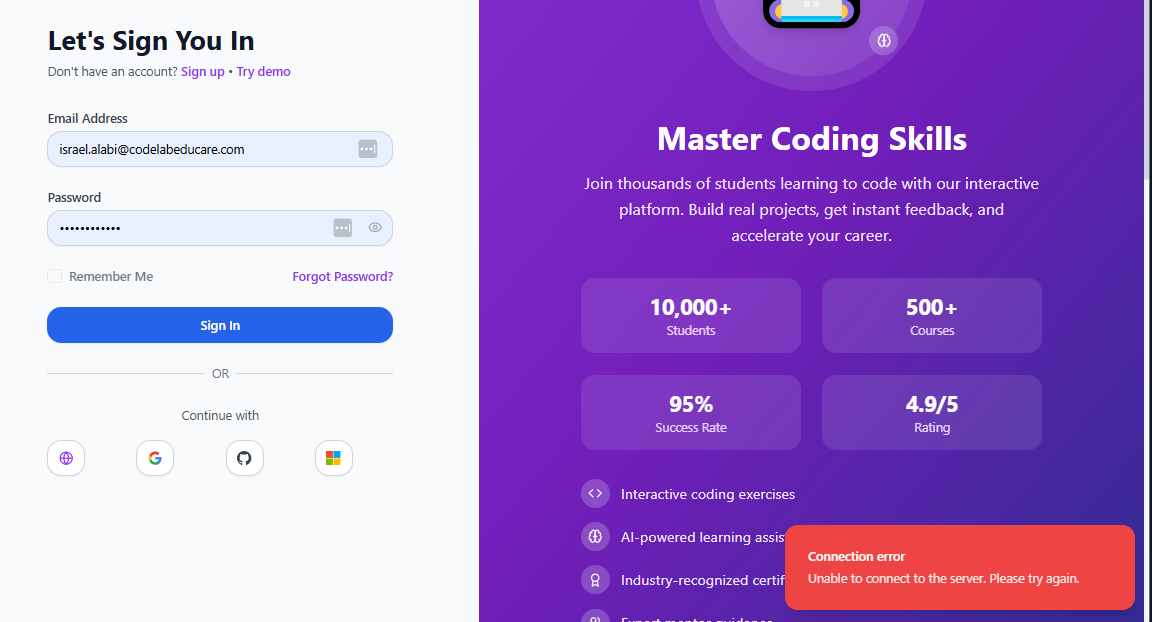 Let's Sign You In
Don't have an account? Sign up • Try demo
Email Address
israel.alabi@codelabeducare.com
Password
••••••••••••
Remember Me
Forgot Password?
Sign In
OR
Continue with
Master Coding Skills
Join thousands of students learning to code with our interactive
platform. Build real projects, get instant feedback, and
accelerate your career.
10,000+
Students
500+
Courses
95%
Success Rate
4.9/5
Rating
Interactive coding exercises
AI-powered learning assis
Industry-recognized certif
Expert mentor guidance
Connection error
Unable to connect to the server. Please try again.